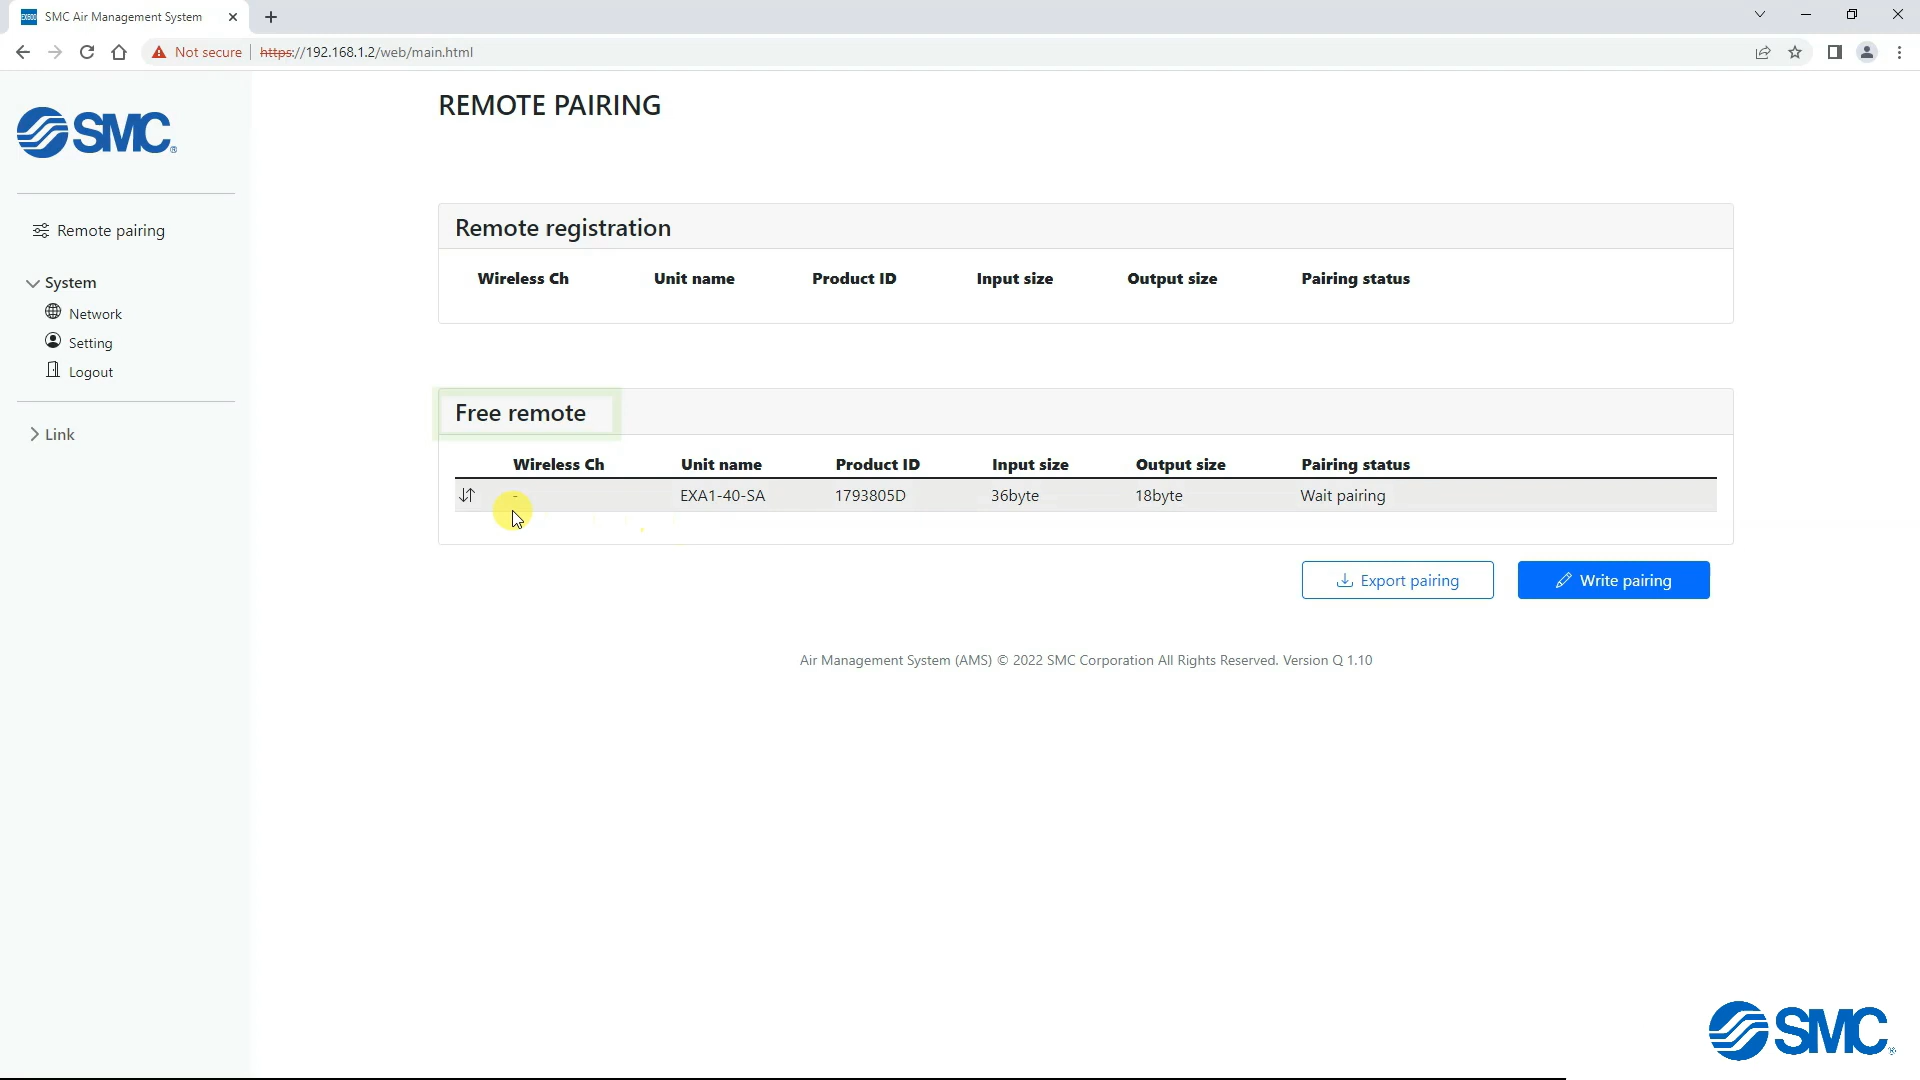 EX600 SMC Air Management System
Not secure https://192.168.1.2/web/main.html
SMC®
Remote pairing
System
Network
Setting
Logout
Link
REMOTE PAIRING
Remote registration
Wireless Ch Unit name Product ID Input size Output size Pairing status
Free remote
Wireless Ch Unit name Product ID Input size Output size Pairing status
- EXA1-40-SA 1793805D 36byte 18byte Wait pairing
Export pairing Write pairing
Air Management System (AMS) © 2022 SMC Corporation All Rights Reserved. Version Q 1.10
SMC®